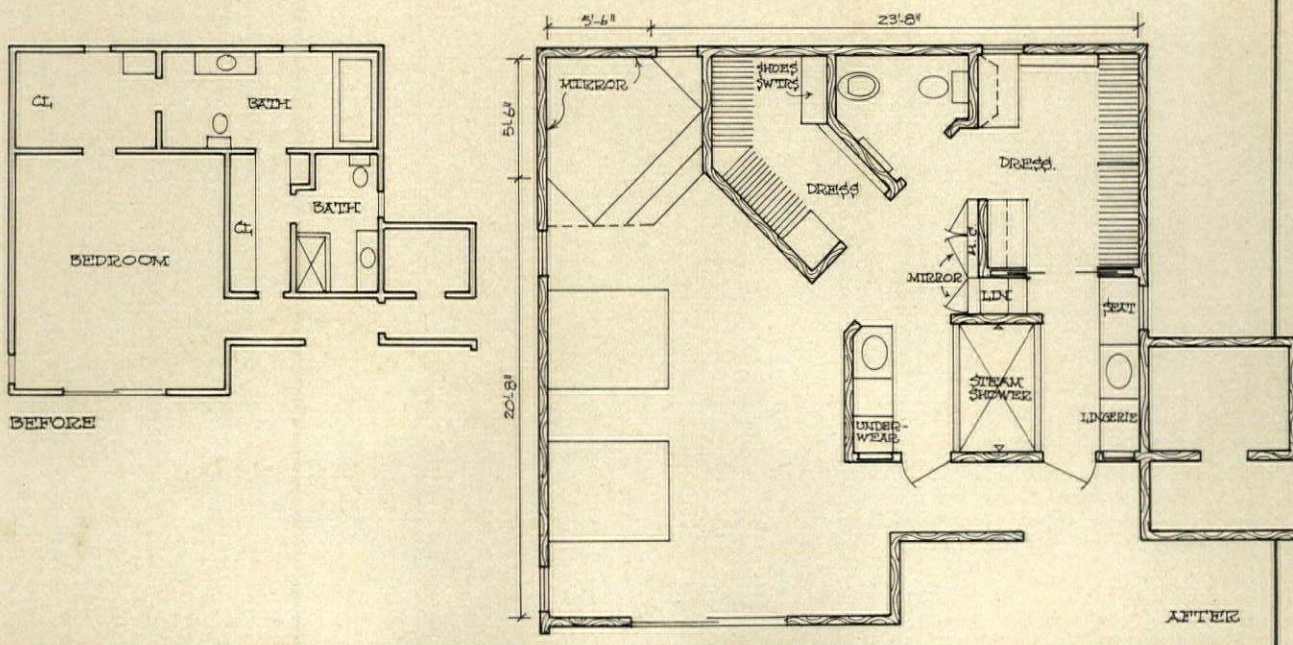 CL
BATH
BEDROOM
CL
BATH
BEFORE
5'-6"
23'-8"
5'-6"
20'-8"
MIRROR
SHOES
SWTRS
DRESS
DRESS.
M.C.
MIRROR
LIN
SEAT
STEAM
SHOWER
UNDER-
WEAR
LINGERIE
AFTER